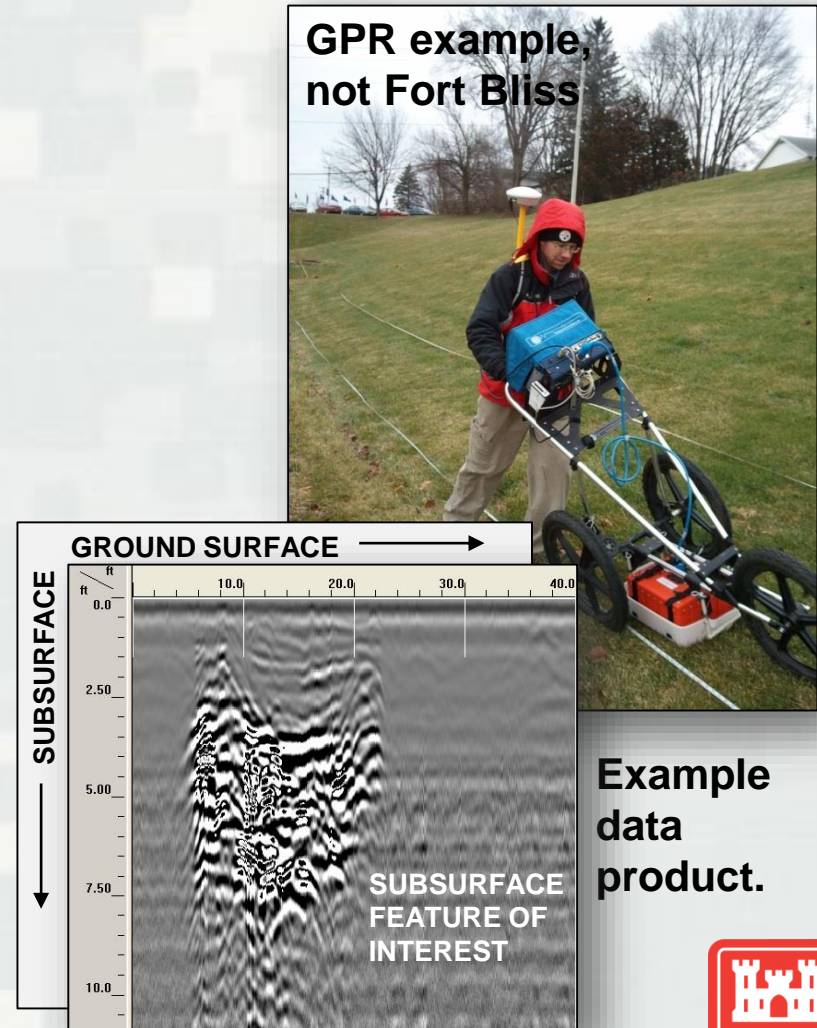 GPR example,
not Fort Bliss
GROUND SURFACE
SUBSURFACE
ft
ft
10.0
20.0
30.0
40.0
0.0
2.50
5.00
7.50
10.0
SUBSURFACE
FEATURE OF
INTEREST
Example
data
product.